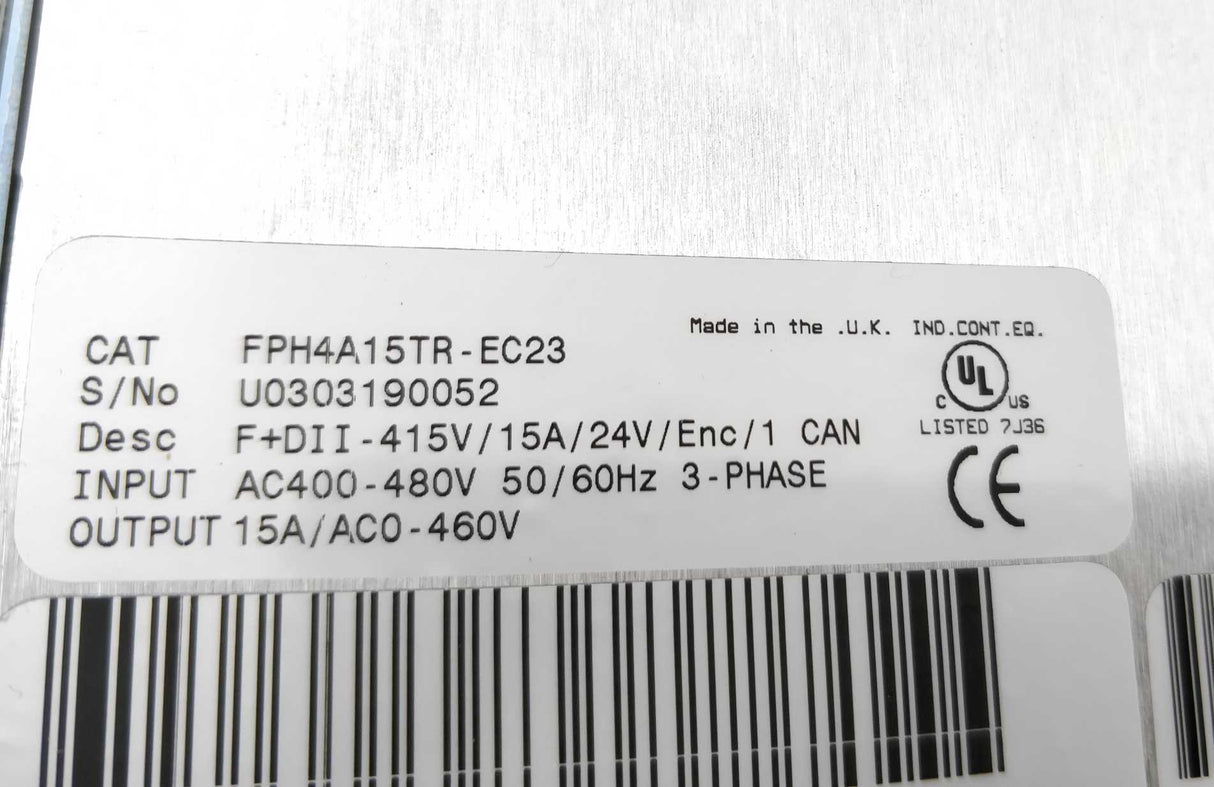 Made in the .U.K. IND.CONT.EQ.
CAT FPH4A15TR-EC23
S/No U0303190052
Desc F+DII-415V/15A/24V/Enc/1 CAN
INPUT AC400-480V 50/60Hz 3-PHASE
OUTPUT 15A/AC0-460V
UL
C US
LISTED 7J36
CE